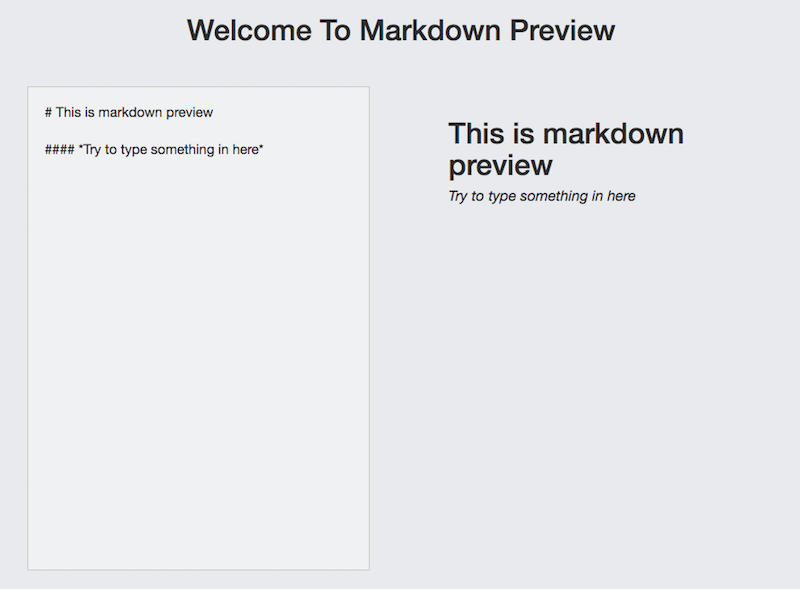 Welcome To Markdown Preview
# This is markdown preview
#### *Try to type something in here*
This is markdown
preview
Try to type something in here